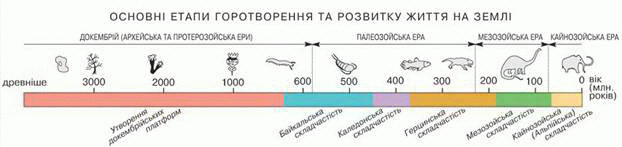 ОСНОВНІ ЕТАПИ ГОРОТВОРЕННЯ ТА РОЗВИТКУ ЖИТТЯ НА ЗЕМЛІ
ДОКЕМБРІЙ (АРХЕЙСЬКА ТА ПРОТЕРОЗОЙСЬКА ЕРИ)
ПАЛЕОЗОЙСЬКА ЕРА
МЕЗОЗОЙСЬКА ЕРА
КАЙНОЗОЙСЬКА ЕРА
древніше 3000 2000 1000 600 500 400 300 200 100 0 вік (млн. років)
Утворення
докембрійських
платформ
Байкальська
складчастість
Каледонська
складчастість
Герцинська
складчастість
Мезозойська
складчастість
Кайнозойська
(Альпійська)
складчастість